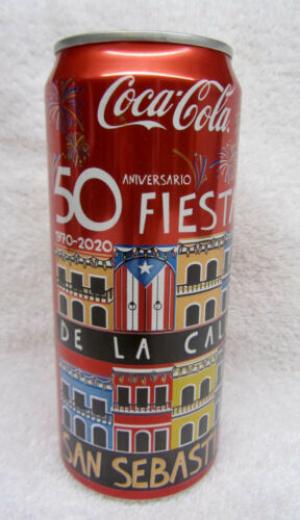 Coca-Cola
50 ANIVERSARIO
FIEST
1970-2020
DE LA CAL
SAN SEBAST